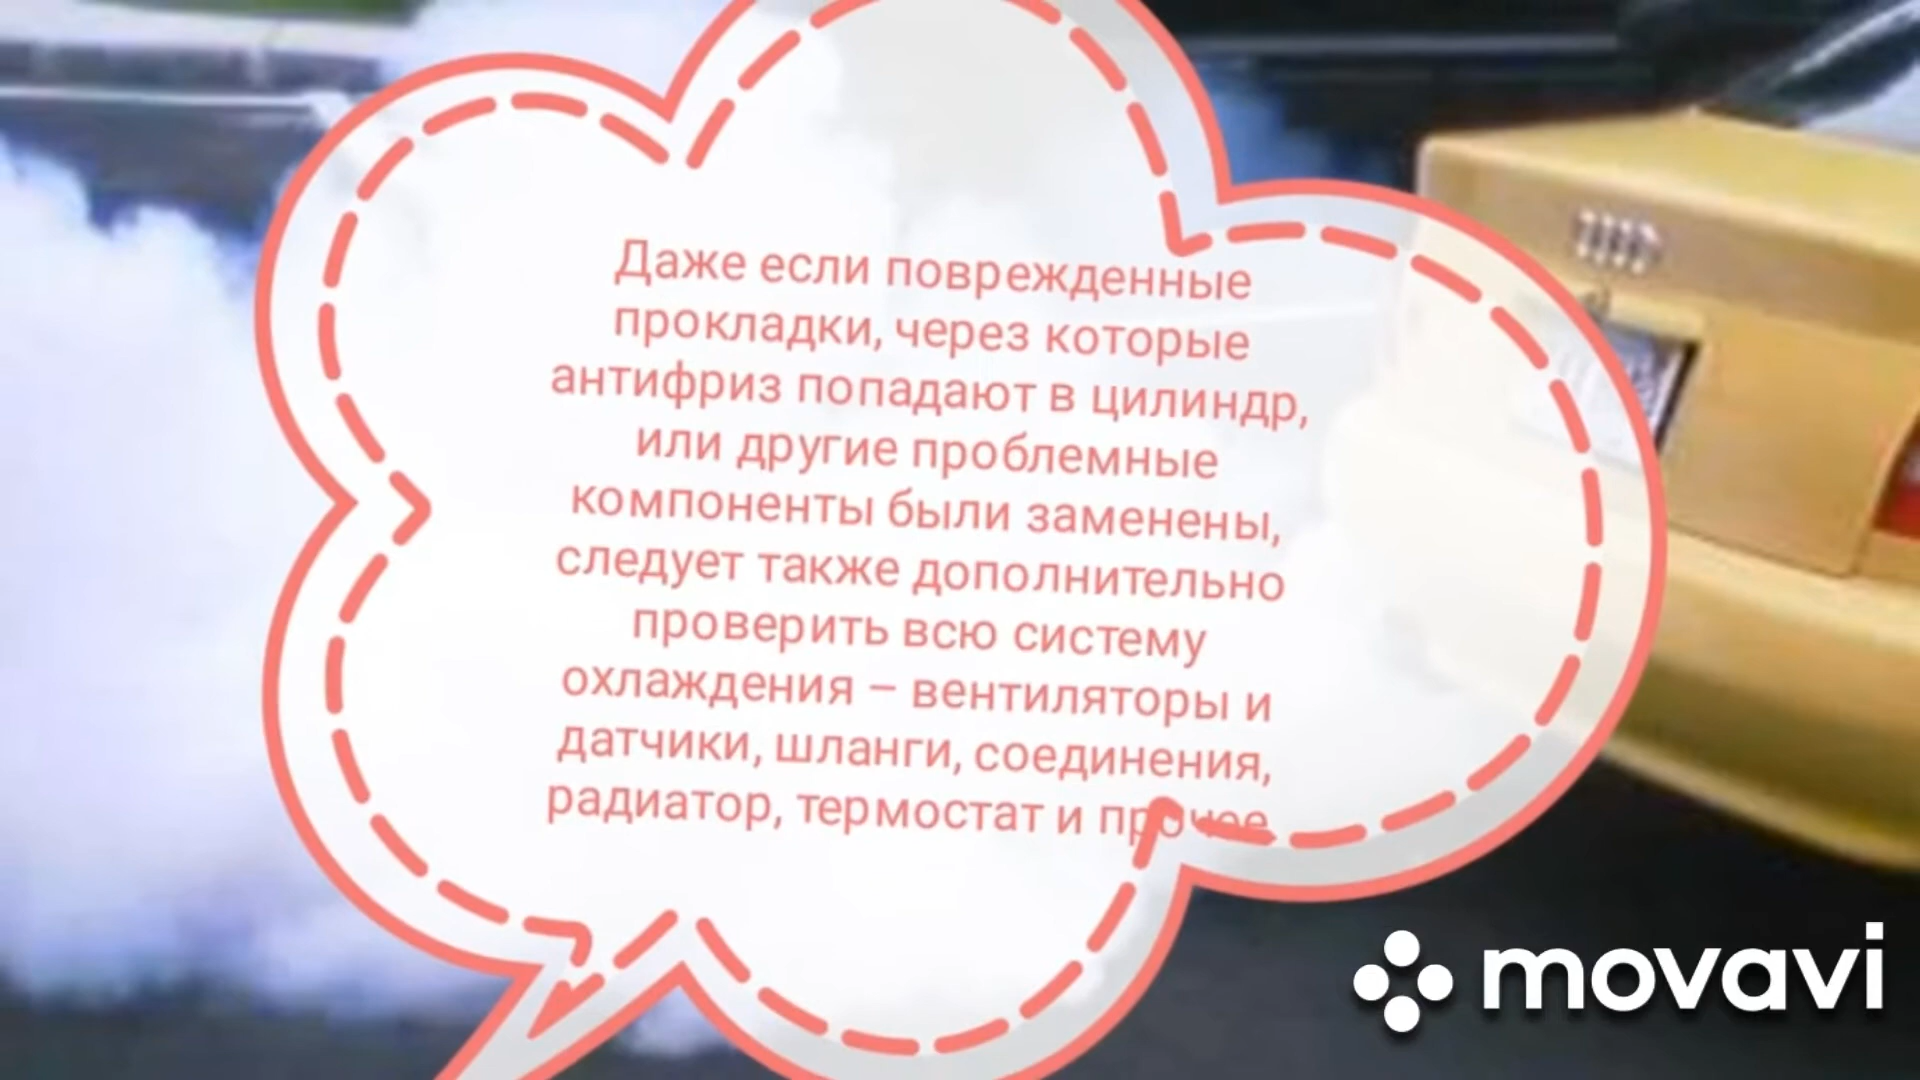 Даже если поврежденные
прокладки, через которые
антифриз попадают в цилиндр,
или другие проблемные
компоненты были заменены,
следует также дополнительно
проверить всю систему
охлаждения – вентиляторы и
датчики, шланги, соединения,
радиатор, термостат и прочее.
movavi